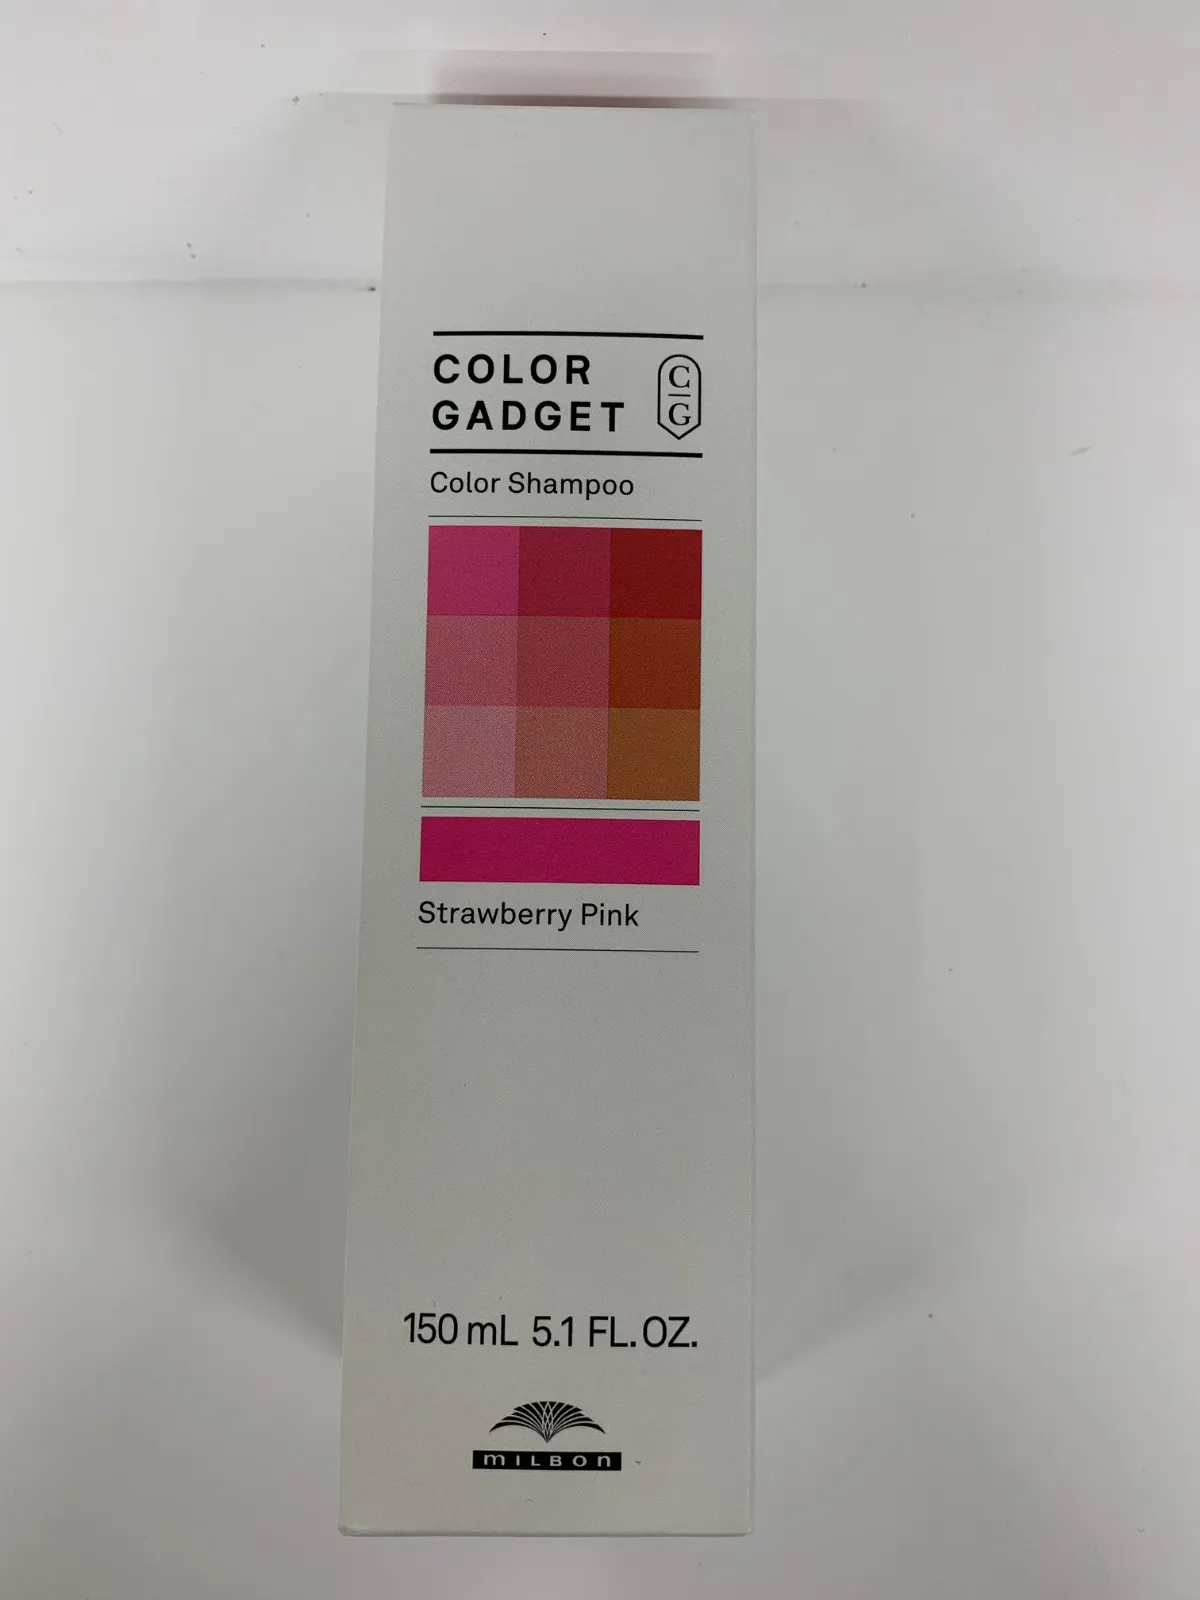 COLOR
GADGET
C
G
Color Shampoo
Strawberry Pink
150 mL 5.1 FL.OZ.
mILBon